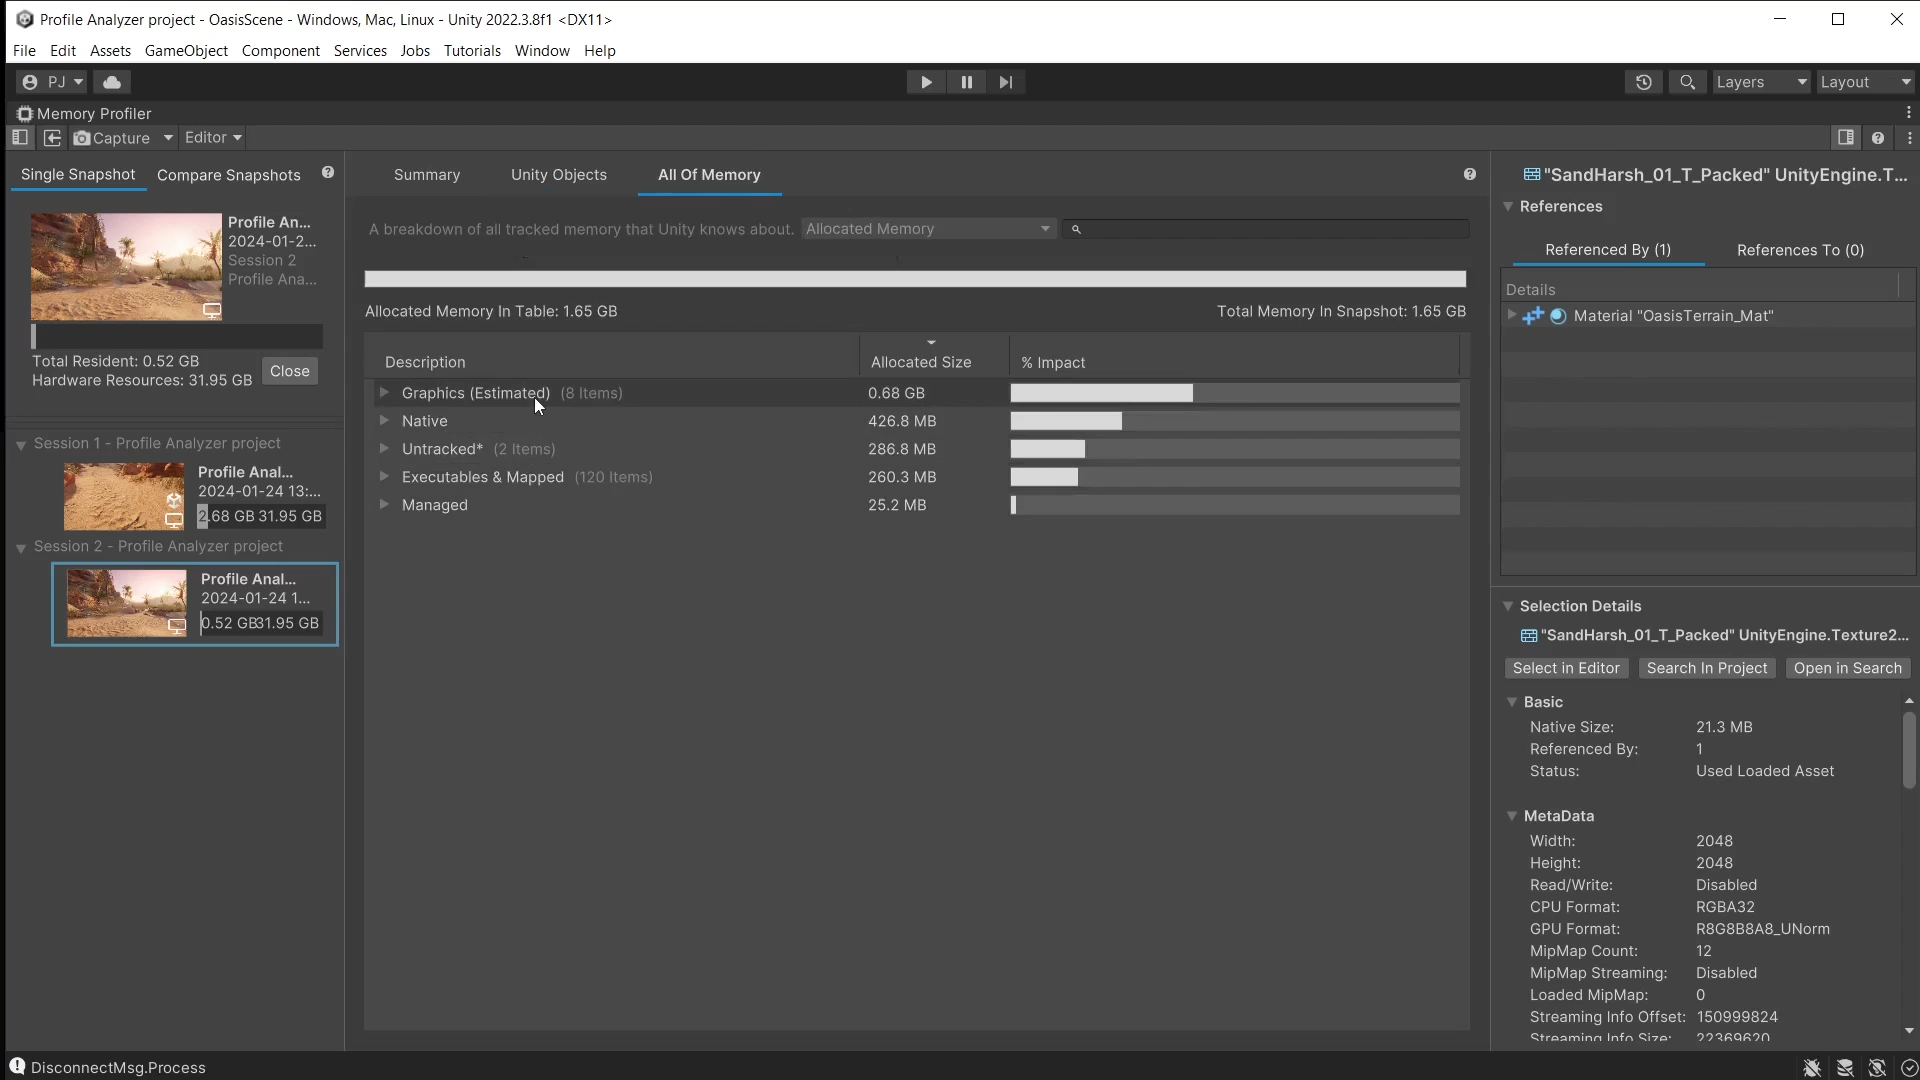 Profile Analyzer project - OasisScene - Windows, Mac, Linux - Unity 2022.3.8f1 <DX11>
File Edit Assets GameObject Component Services Jobs Tutorials Window Help
PJ Layers Layout
Memory Profiler
Capture Editor
Single Snapshot Compare Snapshots
Profile An...
2024-01-2...
Session 2
Profile Ana...
Total Resident: 0.52 GB
Hardware Resources: 31.95 GB
Close
Session 1 - Profile Analyzer project
Profile Anal...
2024-01-24 13:...
2.68 GB 31.95 GB
Session 2 - Profile Analyzer project
Profile Anal...
2024-01-24 1...
0.52 GB31.95 GB
Summary Unity Objects All Of Memory
A breakdown of all tracked memory that Unity knows about. Allocated Memory
Allocated Memory In Table: 1.65 GB Total Memory In Snapshot: 1.65 GB
Description Allocated Size % Impact
Graphics (Estimated) (8 Items) 0.68 GB
Native 426.8 MB
Untracked* (2 Items) 286.8 MB
Executables & Mapped (120 Items) 260.3 MB
Managed 25.2 MB
"SandHarsh_01_T_Packed" UnityEngine.T...
References
Referenced By (1) References To (0)
Details
Material "OasisTerrain_Mat"
Selection Details
"SandHarsh_01_T_Packed" UnityEngine.Texture2...
Select in Editor Search In Project Open in Search
Basic
Native Size: 21.3 MB
Referenced By: 1
Status: Used Loaded Asset
MetaData
Width: 2048
Height: 2048
Read/Write: Disabled
CPU Format: RGBA32
GPU Format: R8G8B8A8_UNorm
MipMap Count: 12
MipMap Streaming: Disabled
Loaded MipMap: 0
Streaming Info Offset: 150999824
Streaming Info Size: 22369620
DisconnectMsg.Process